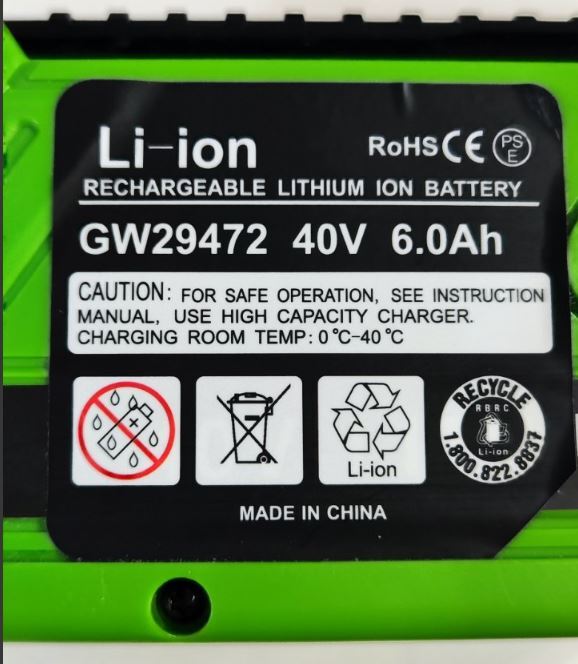 Li-ion RoHS CE PSE
RECHARGEABLE LITHIUM ION BATTERY
GW29472 40V 6.0Ah
CAUTION: FOR SAFE OPERATION, SEE INSTRUCTION
MANUAL, USE HIGH CAPACITY CHARGER.
CHARGING ROOM TEMP: 0℃-40℃
Li-ion
RECYCLE
RBRC
Li-ion
1.800.822.8837
MADE IN CHINA